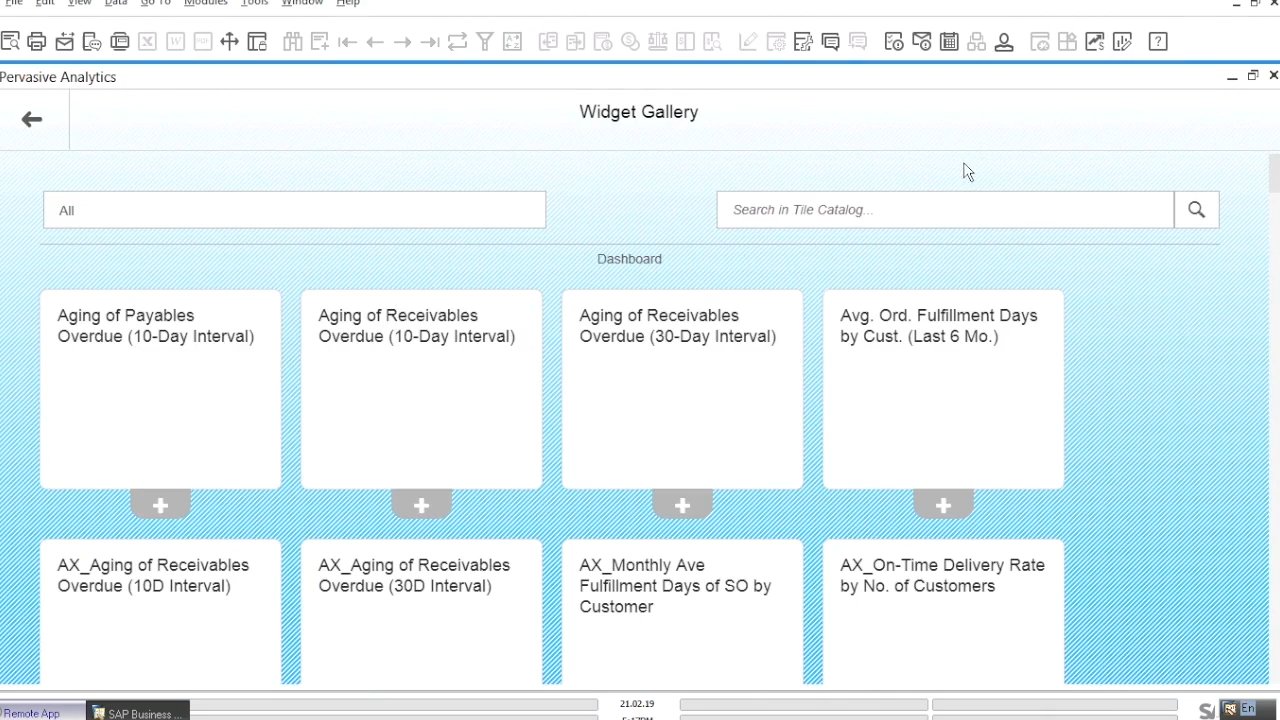 File Edit View Data Go To Modules Tools Window Help
Pervasive Analytics
Widget Gallery
All
Search in Tile Catalog...
Dashboard
Aging of Payables
Overdue (10-Day Interval)
Aging of Receivables
Overdue (10-Day Interval)
Aging of Receivables
Overdue (30-Day Interval)
Avg. Ord. Fulfillment Days
by Cust. (Last 6 Mo.)
AX_Aging of Receivables
Overdue (10D Interval)
AX_Aging of Receivables
Overdue (30D Interval)
AX_Monthly Ave
Fulfillment Days of SO by
Customer
AX_On-Time Delivery Rate
by No. of Customers
Remote App
SAP Business ...
21.02.19
En